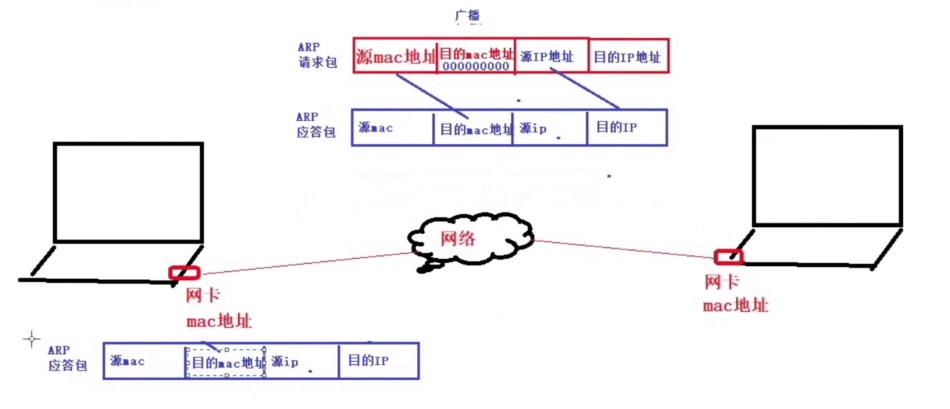 广播
ARP
请求包
源mac地址
目的mac地址
000000000
源IP地址
目的IP地址
ARP
应答包
源mac
目的mac地址
源ip
目的IP
网络
网卡
mac地址
网卡
mac地址
ARP
应答包
源mac
目的mac地址
源ip
目的IP